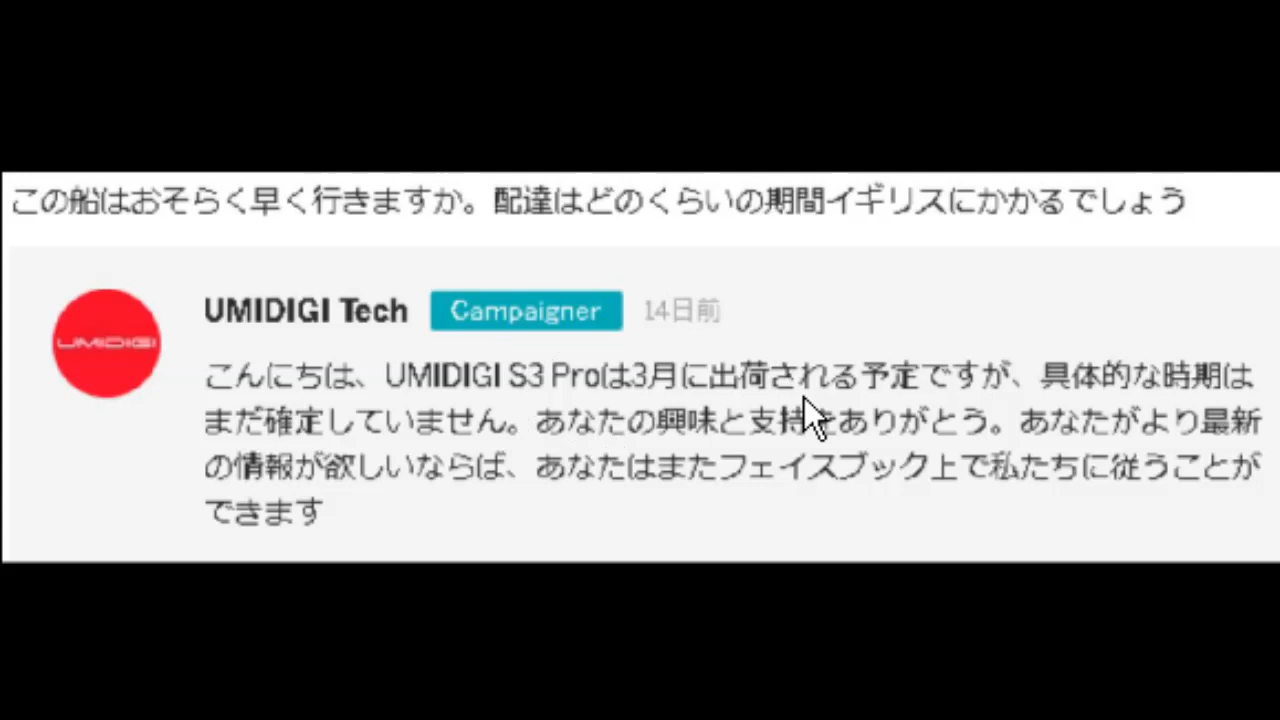 この船はおそらく早く行きますか。配達はどのくらいの期間イギリスにかかるでしょう
UMIDIGI Tech Campaigner 14日前
UMIDIGI
こんにちは、UMIDIGI S3 Proは3月に出荷される予定ですが、具体的な時期は
まだ確定していません。あなたの興味と支持をありがとう。あなたがより最新
の情報が欲しいならば、あなたはまたフェイスブック上で私たちに従うことが
できます